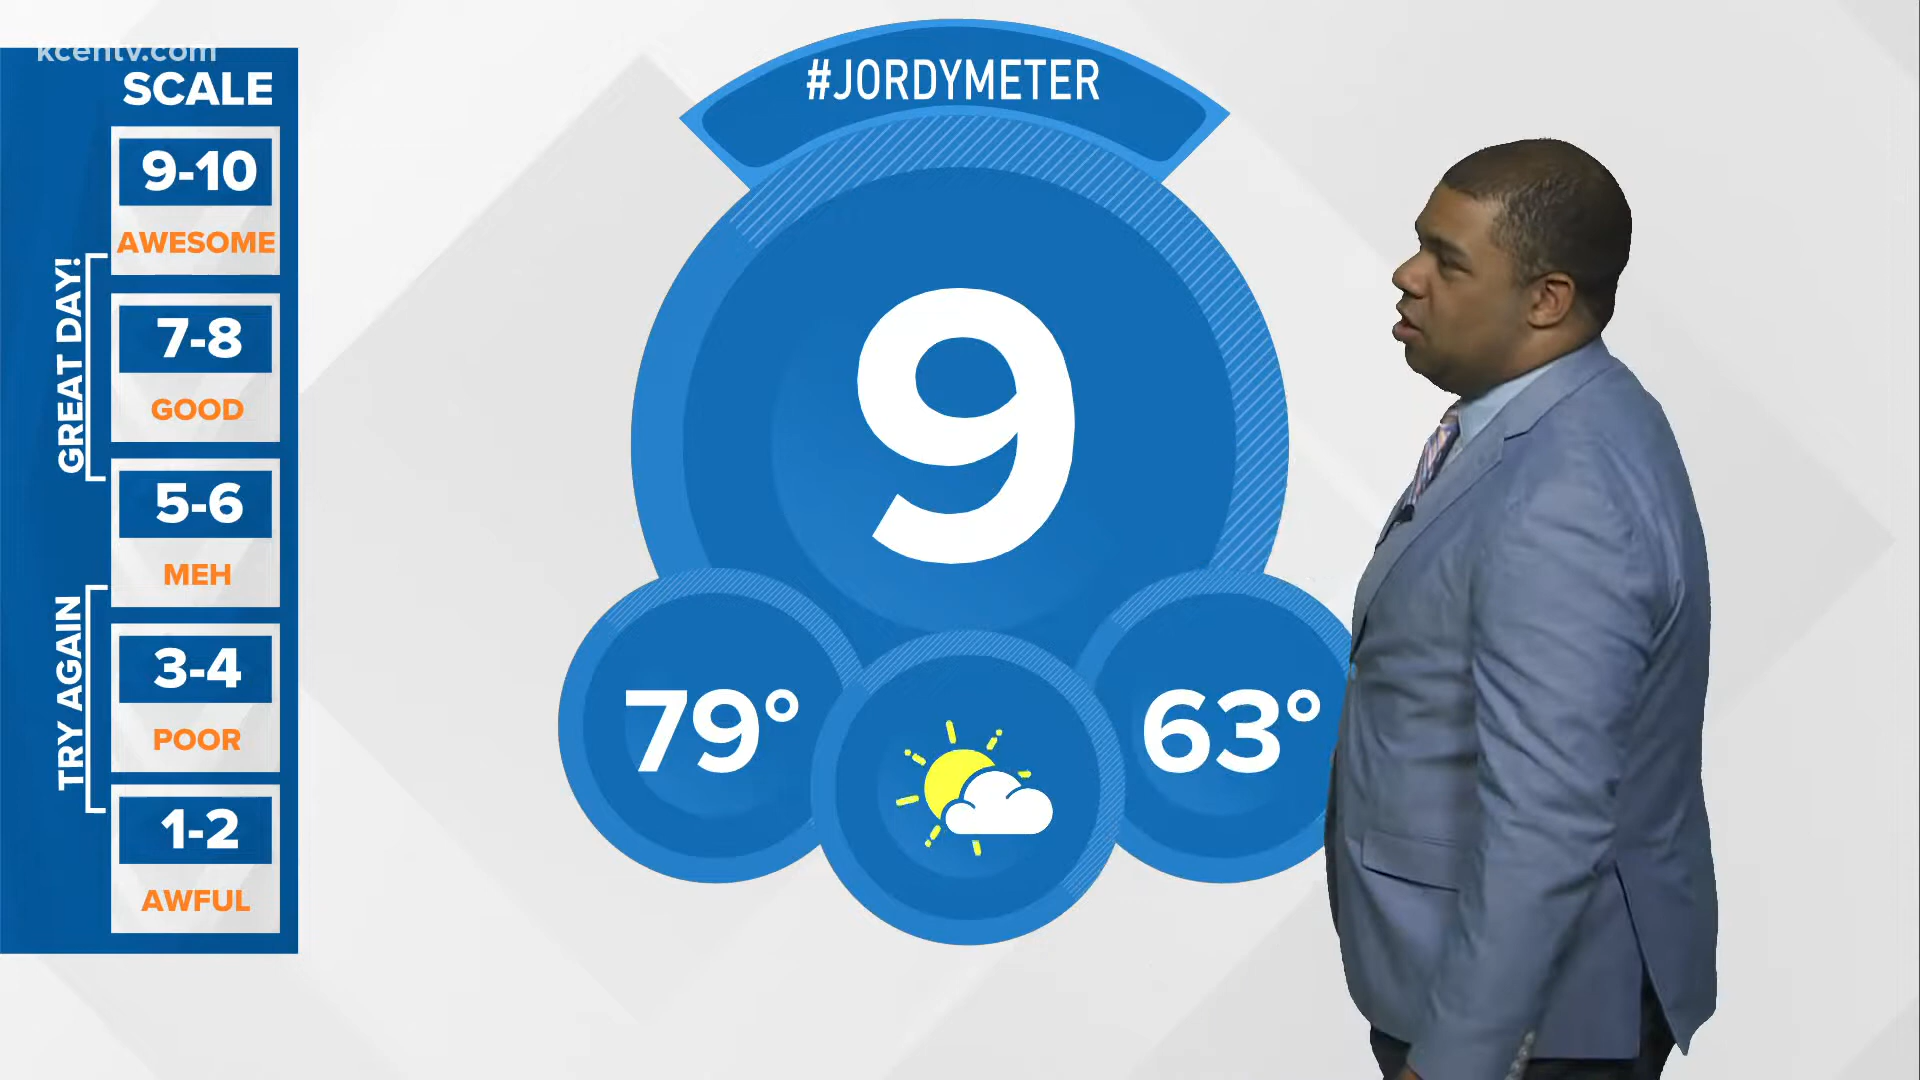 kcentv.com
SCALE
9-10
AWESOME
GREAT DAY!
7-8
GOOD
5-6
MEH
TRY AGAIN
3-4
POOR
1-2
AWFUL
#JORDYMETER
9
79°
63°